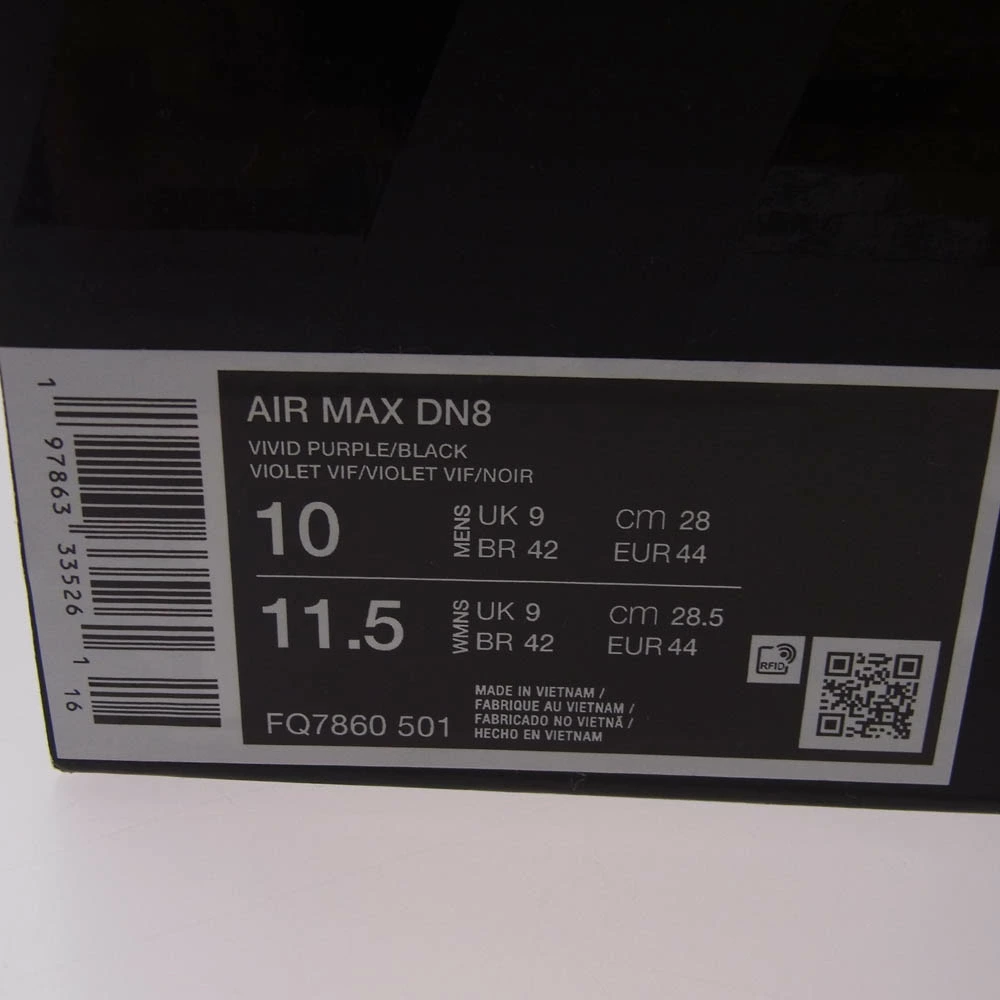 AIR MAX DN8
VIVID PURPLE/BLACK
VIOLET VIF/VIOLET VIF/NOIR
10 MENS UK 9 cm 28
BR 42 EUR 44
11.5 WMNS UK 9 cm 28.5
BR 42 EUR 44
FQ7860 501
MADE IN VIETNAM /
FABRIQUE AU VIETNAM /
FABRICADO NO VIETNÃ /
HECHO EN VIETNAM
RFID
1 97863 33526 1 16